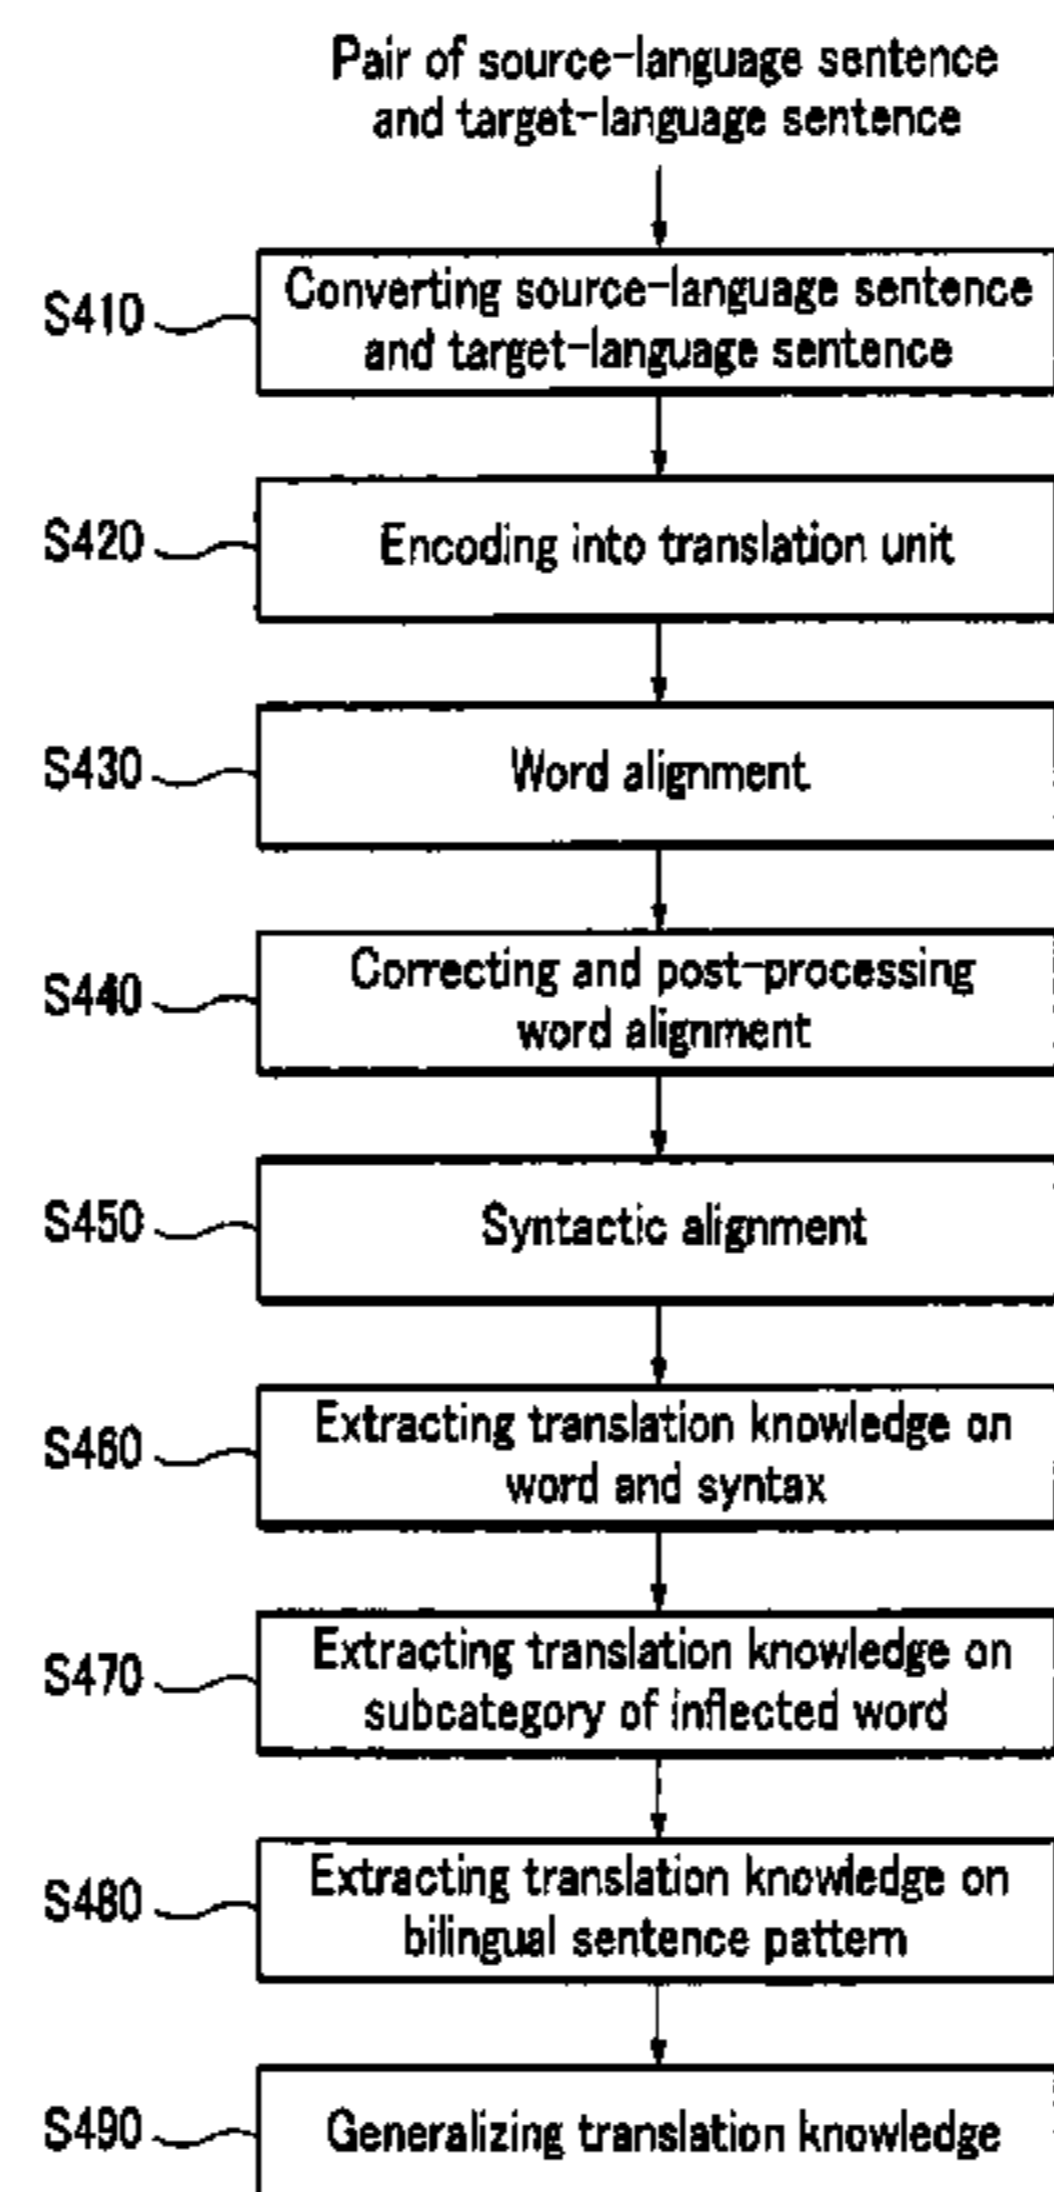 Pair of source-language sentence
and target-language sentence
S410
Converting source-language sentence
and target-language sentence
S420
Encoding into translation unit
S430
Word alignment
S440
Correcting and post-processing
word alignment
S450
Syntactic alignment
S460
Extracting translation knowledge on
word and syntax
S470
Extracting translation knowledge on
subcategory of inflected word
S480
Extracting translation knowledge on
bilingual sentence pattern
S490
Generalizing translation knowledge